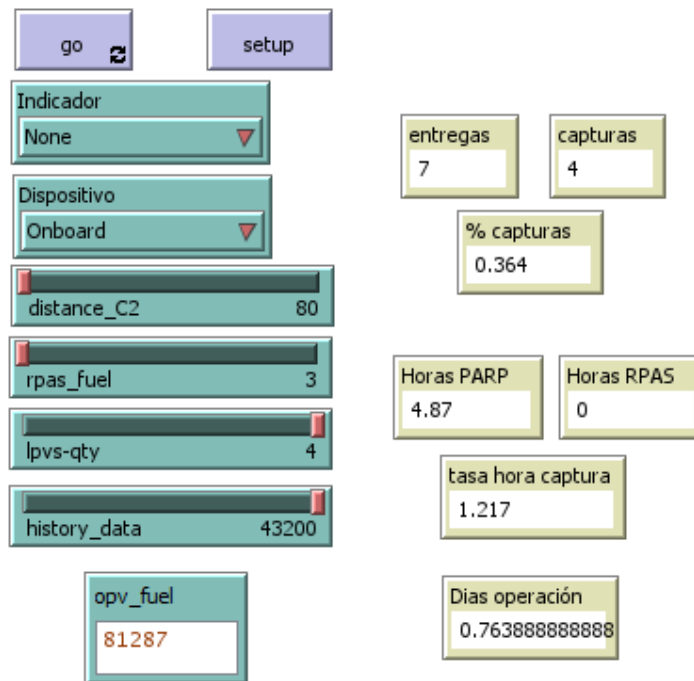 go
setup
Indicador
None
Dispositivo
Onboard
distance_C2 80
rpas_fuel 3
lpvs-qty 4
history_data 43200
opv_fuel
81287
entregas
7
capturas
4
% capturas
0.364
Horas PARP
4.87
Horas RPAS
0
tasa hora captura
1.217
Dias operación
0.763888888888